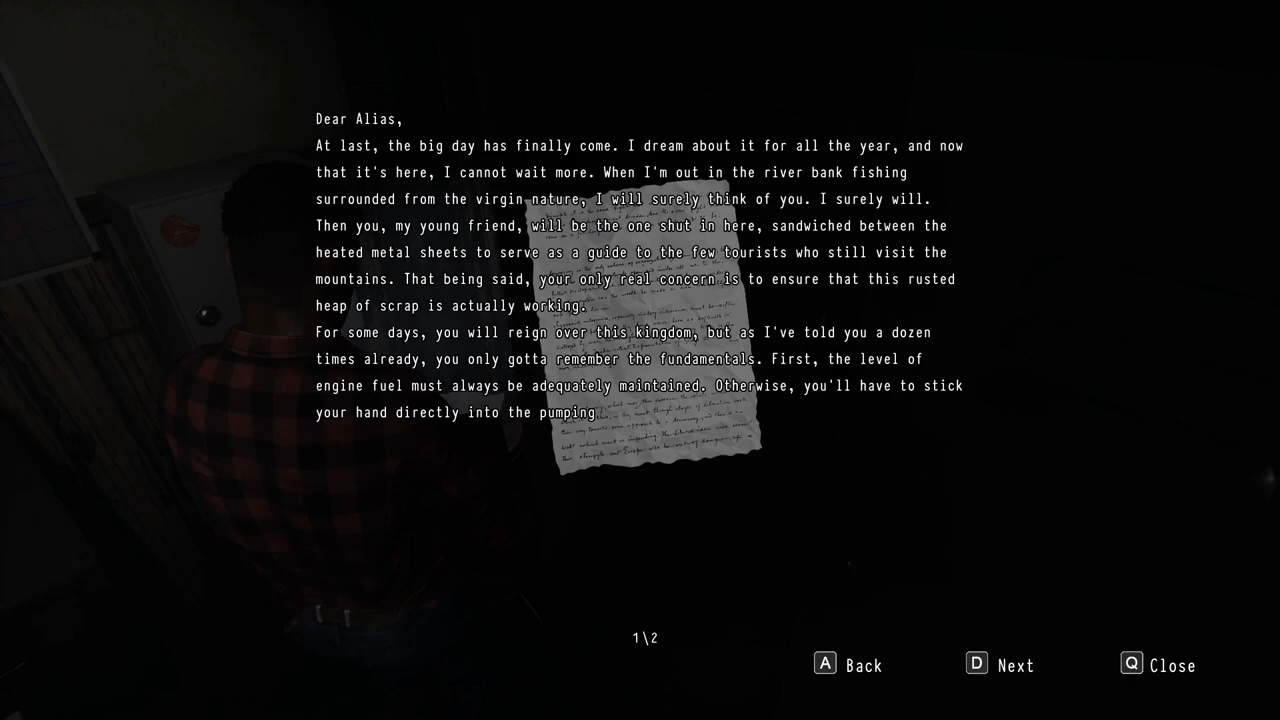 Dear Alias,
At last, the big day has finally come. I dream about it for all the year, and now
that it's here, I cannot wait more. When I'm out in the river bank fishing
surrounded from the virgin nature, I will surely think of you. I surely will.
Then you, my young friend, will be the one shut in here, sandwiched between the
heated metal sheets to serve as a guide to the few tourists who still visit the
mountains. That being said, your only real concern is to ensure that this rusted
heap of scrap is actually working.
For some days, you will reign over this kingdom, but as I've told you a dozen
times already, you only gotta remember the fundamentals. First, the level of
engine fuel must always be adequately maintained. Otherwise, you'll have to stick
your hand directly into the pumping
1\2
A Back D Next Q Close